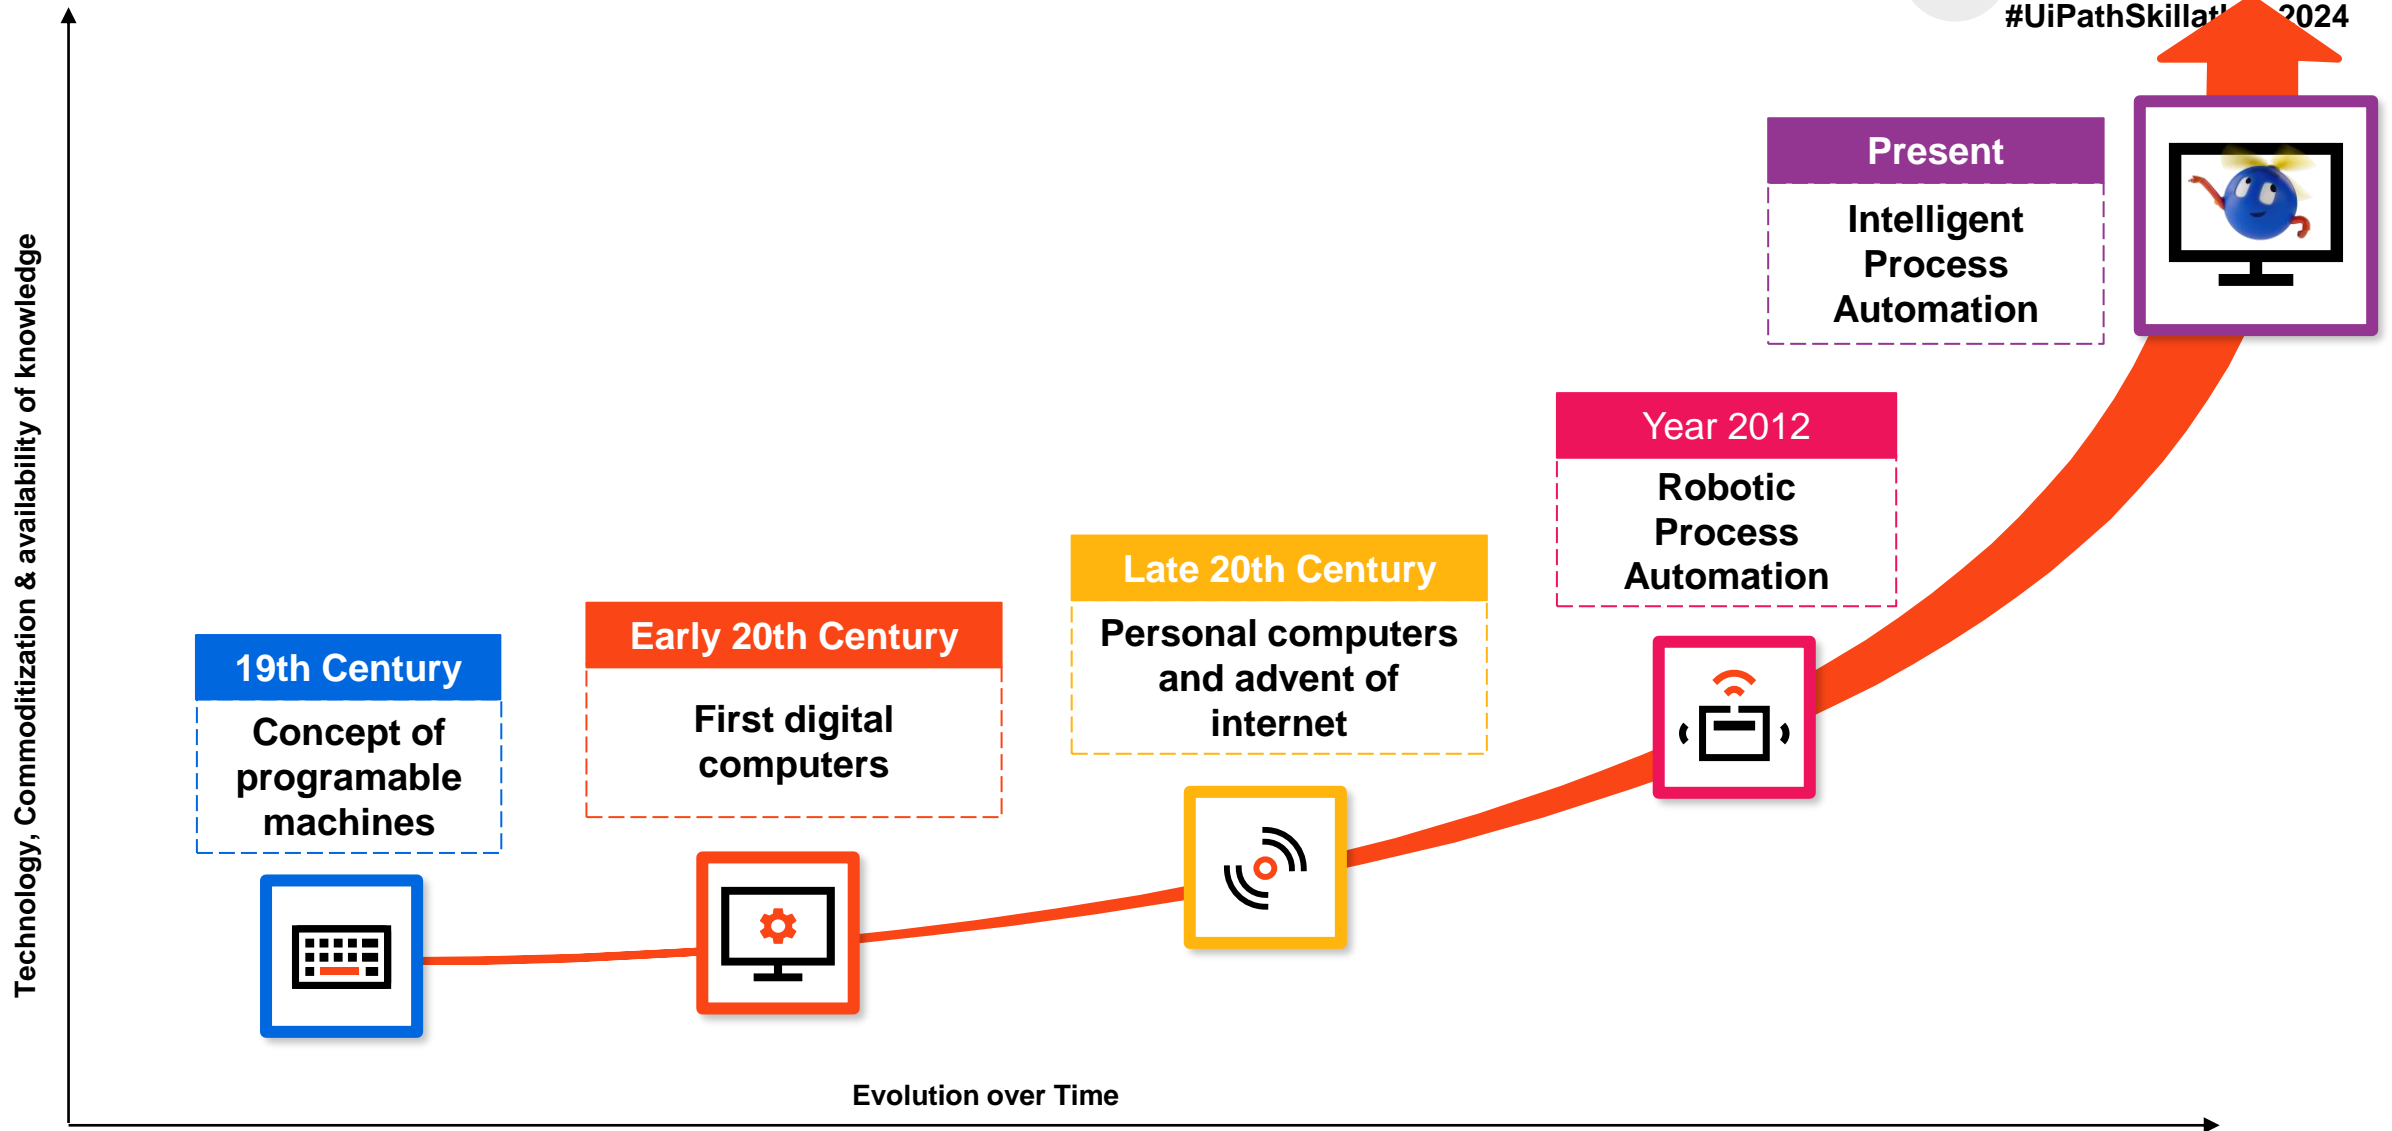 #UiPathSkillat 2024
Present
Intelligent
Process
Automation
Year 2012
Robotic
Process
Automation
Late 20th Century
Personal computers
and advent of
internet
Early 20th Century
First digital
computers
19th Century
Concept of
programable
machines
Technology, Commoditization & availability of knowledge
Evolution over Time